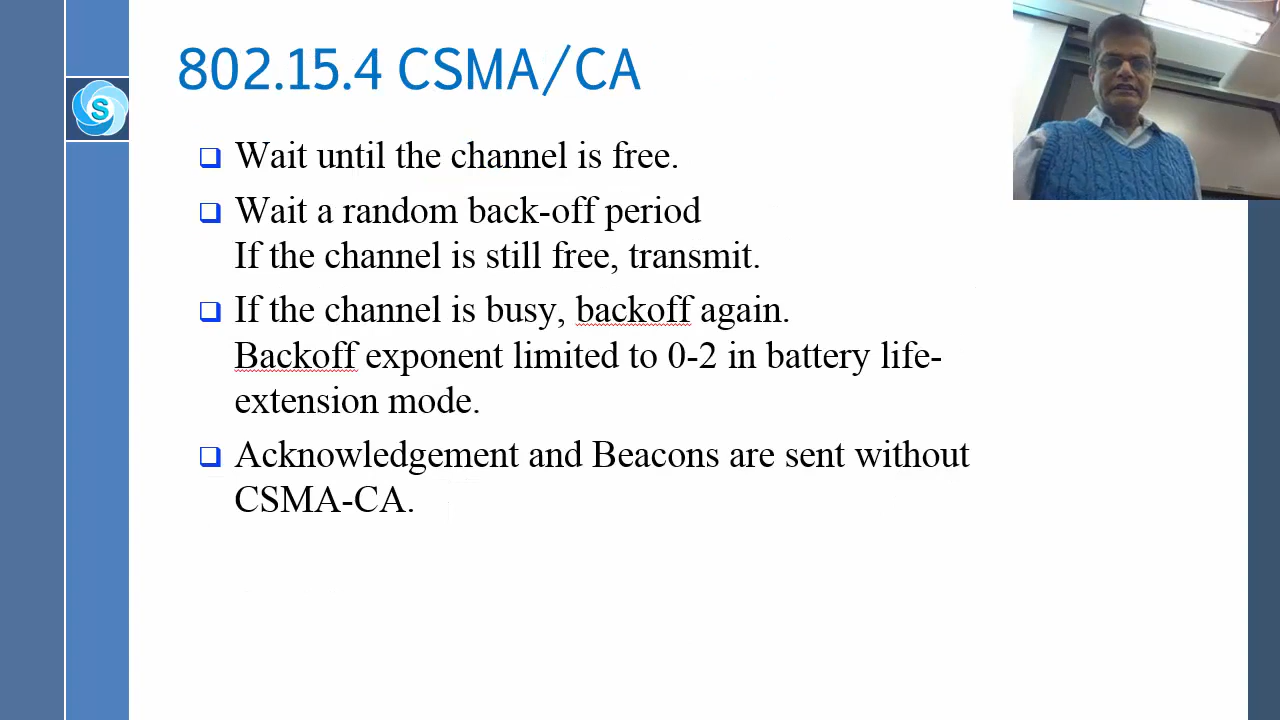 802.15.4 CSMA/CA
S
Wait until the channel is free.
Wait a random back-off period
If the channel is still free, transmit.
If the channel is busy, backoff again.
Backoff exponent limited to 0-2 in battery life-
extension mode.
Acknowledgement and Beacons are sent without
CSMA-CA.